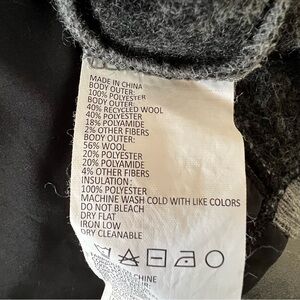 MADE IN CHINA
BODY OUTER:
100% POLYESTER
BODY OUTER:
40% RECYCLED WOOL
40% POLYESTER
18% POLYAMIDE
2% OTHER FIBERS
BODY OUTER:
56% WOOL
20% POLYESTER
20% POLYAMIDE
4% OTHER FIBERS
INSULATION:
100% POLYESTER
MACHINE WASH COLD WITH LIKE COLORS
DO NOT BLEACH
DRY FLAT
IRON LOW
DRY CLEANABLE
CHINE